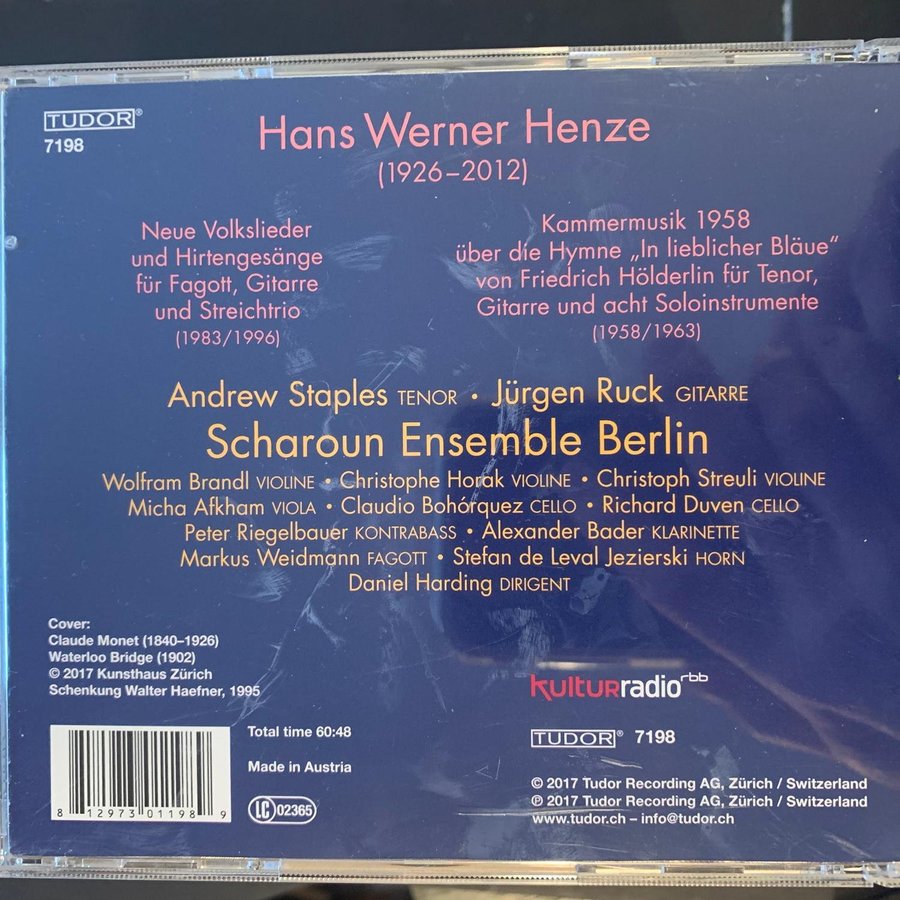 TUDOR®
7198
Hans Werner Henze
(1926–2012)
Neue Volkslieder
und Hirtengesänge
für Fagott, Gitarre
und Streichtrio
(1983/1996)
Kammermusik 1958
über die Hymne „In lieblicher Bläue“
von Friedrich Hölderlin für Tenor,
Gitarre und acht Soloinstrumente
(1958/1963)
Andrew Staples TENOR • Jürgen Ruck GITARRE
Scharoun Ensemble Berlin
Wolfram Brandl VIOLINE • Christophe Horak VIOLINE • Christoph Streuli VIOLINE
Micha Afkham VIOLA • Claudio Bohórquez CELLO • Richard Duven CELLO
Peter Riegelbauer KONTRABASS • Alexander Bader KLARINETTE
Markus Weidmann FAGOTT • Stefan de Leval Jezierski HORN
Daniel Harding DIRIGENT
Cover:
Claude Monet (1840–1926)
Waterloo Bridge (1902)
© 2017 Kunsthaus Zürich
Schenkung Walter Haefner, 1995
8 12973 01198 9
Total time 60:48
Made in Austria
LC 02365
kulturradio rbb
TUDOR® 7198
© 2017 Tudor Recording AG, Zürich / Switzerland
℗ 2017 Tudor Recording AG, Zürich / Switzerland
www.tudor.ch – info@tudor.ch